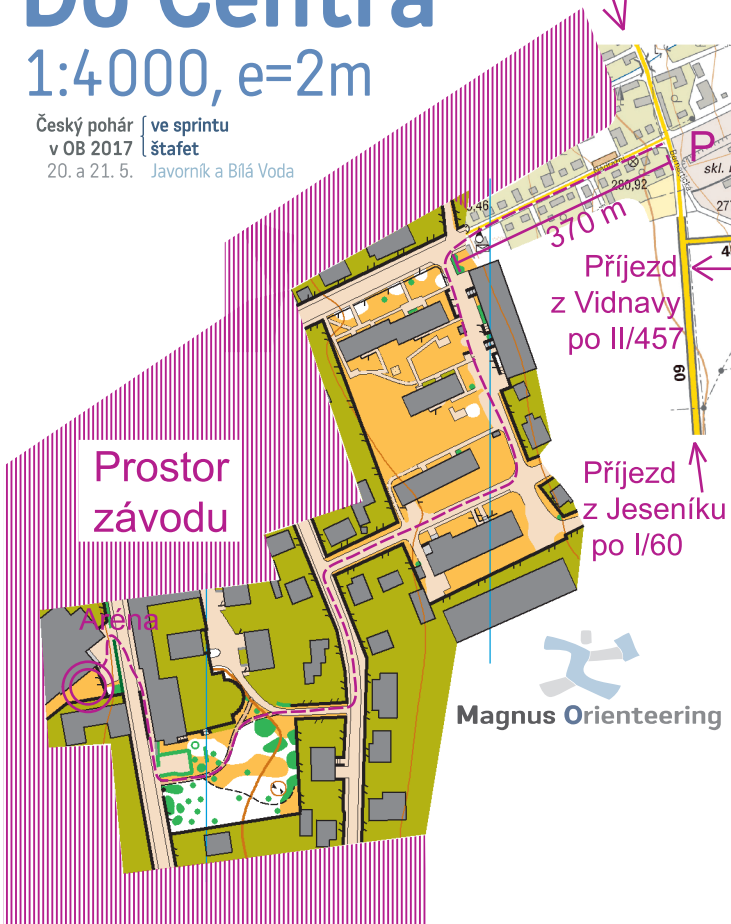 Do Centra
1:4000, e=2m
Český pohár
v OB 2017
20. a 21. 5.
ve sprintu
štafet
Javorník a Bílá Voda
P
skl.
280,92
370 m
Příjezd
z Vidnavy
po II/457
60
Prostor
závodu
Příjezd
z Jeseníku
po I/60
Aréna
Magnus Orienteering